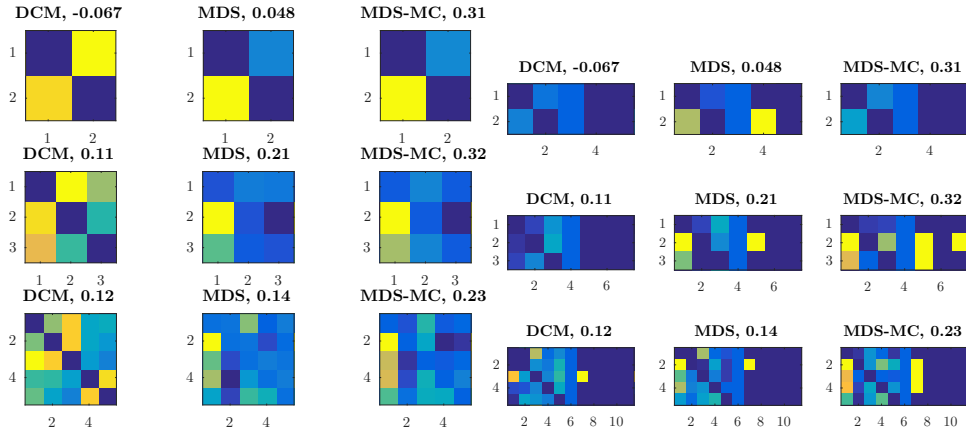 DCM, -0.067 MDS, 0.048 MDS-MC, 0.31
1
2
1 2 1 2 1 2
DCM, 0.11 MDS, 0.21 MDS-MC, 0.32
1 1 1
2 2 2
3 3 3
1 2 3 1 2 3 1 2 3
DCM, 0.12 MDS, 0.14 MDS-MC, 0.23
2 2 2
4 4 4
2 4 2 4 2 4
DCM, -0.067 MDS, 0.048 MDS-MC, 0.31
1 1 1
2 2 2
2 4 2 4 2 4
DCM, 0.11 MDS, 0.21 MDS-MC, 0.32
1 1 1
2 2 2
3 3 3
2 4 6 2 4 6 2 4 6
DCM, 0.12 MDS, 0.14 MDS-MC, 0.23
2 2 2
4 4 4
2 4 6 8 10 2 4 6 8 10 2 4 6 8 10